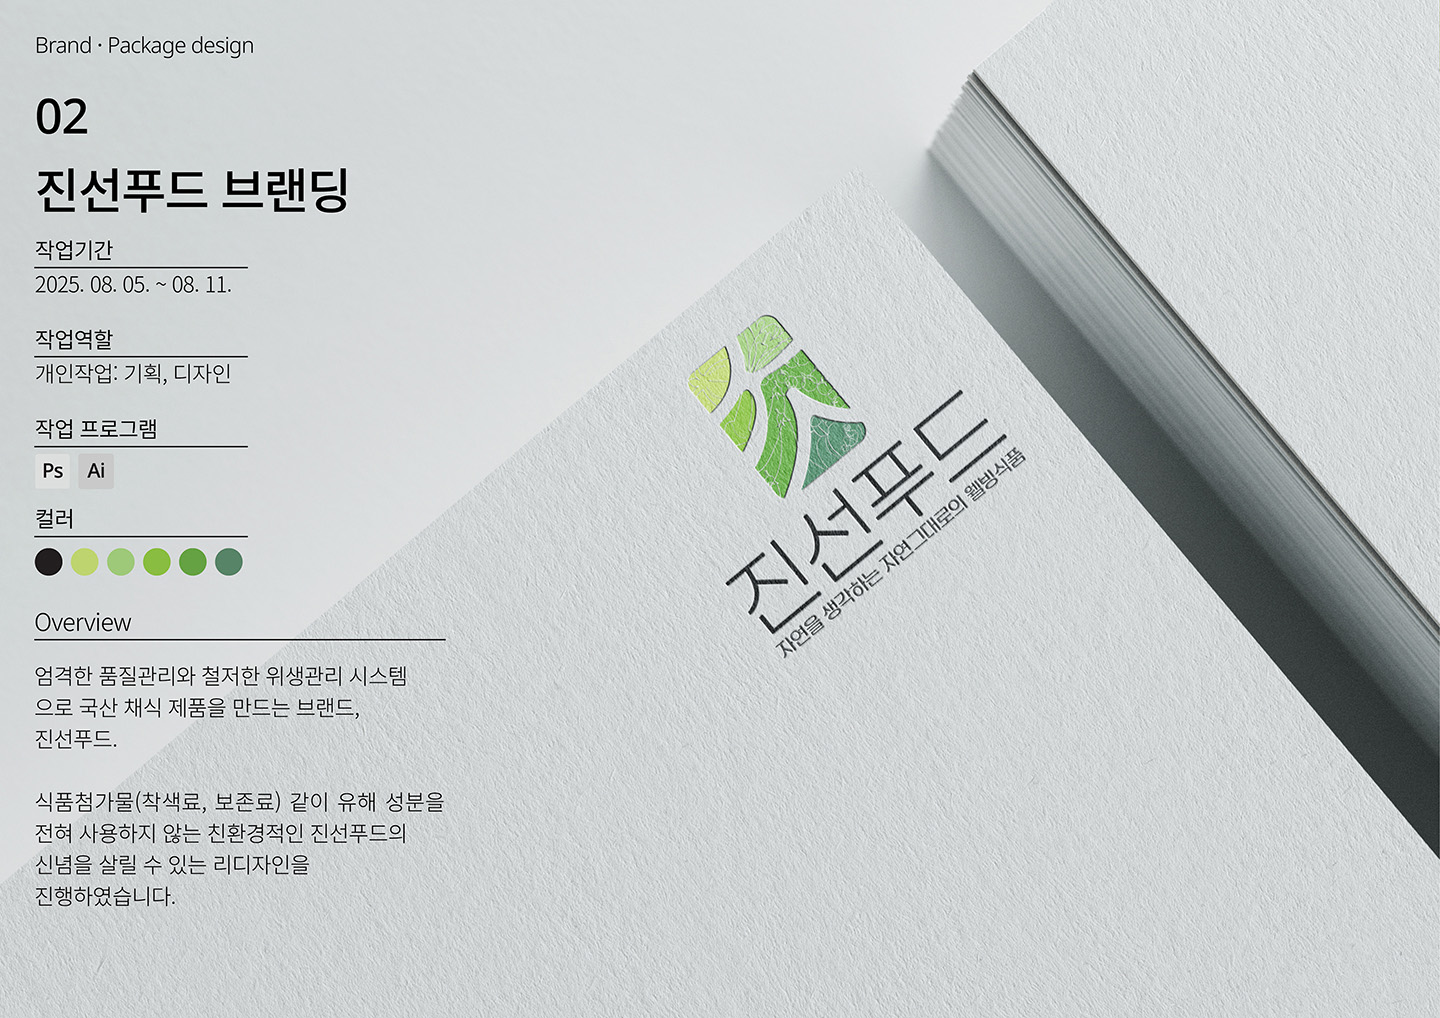 Brand · Package design
02
진선푸드 브랜딩
작업기간
2025. 08. 05. ~ 08. 11.
작업역할
개인작업: 기획, 디자인
작업 프로그램
Ps Ai
컬러
Overview
엄격한 품질관리와 철저한 위생관리 시스템
으로 국산 채식 제품을 만드는 브랜드,
진선푸드.
식품첨가물(착색료, 보존료) 같이 유해 성분을
전혀 사용하지 않는 친환경적인 진선푸드의
신념을 살릴 수 있는 리디자인을
진행하였습니다.
진선푸드
자연을 생각하는 자연그대로의 웰빙식품